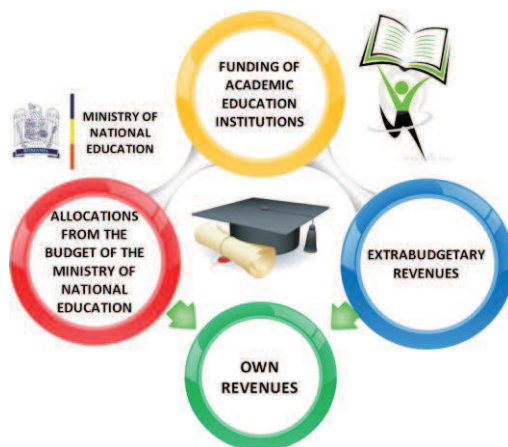 FUNDING OF
ACADEMIC
EDUCATION
INSTITUTIONS
MINISTRY OF
NATIONAL
EDUCATION
ALLOCATIONS
FROM THE
BUDGET OF THE
MINISTRY OF
NATIONAL
EDUCATION
EXTRABUDGETARY
REVENUES
OWN
REVENUES